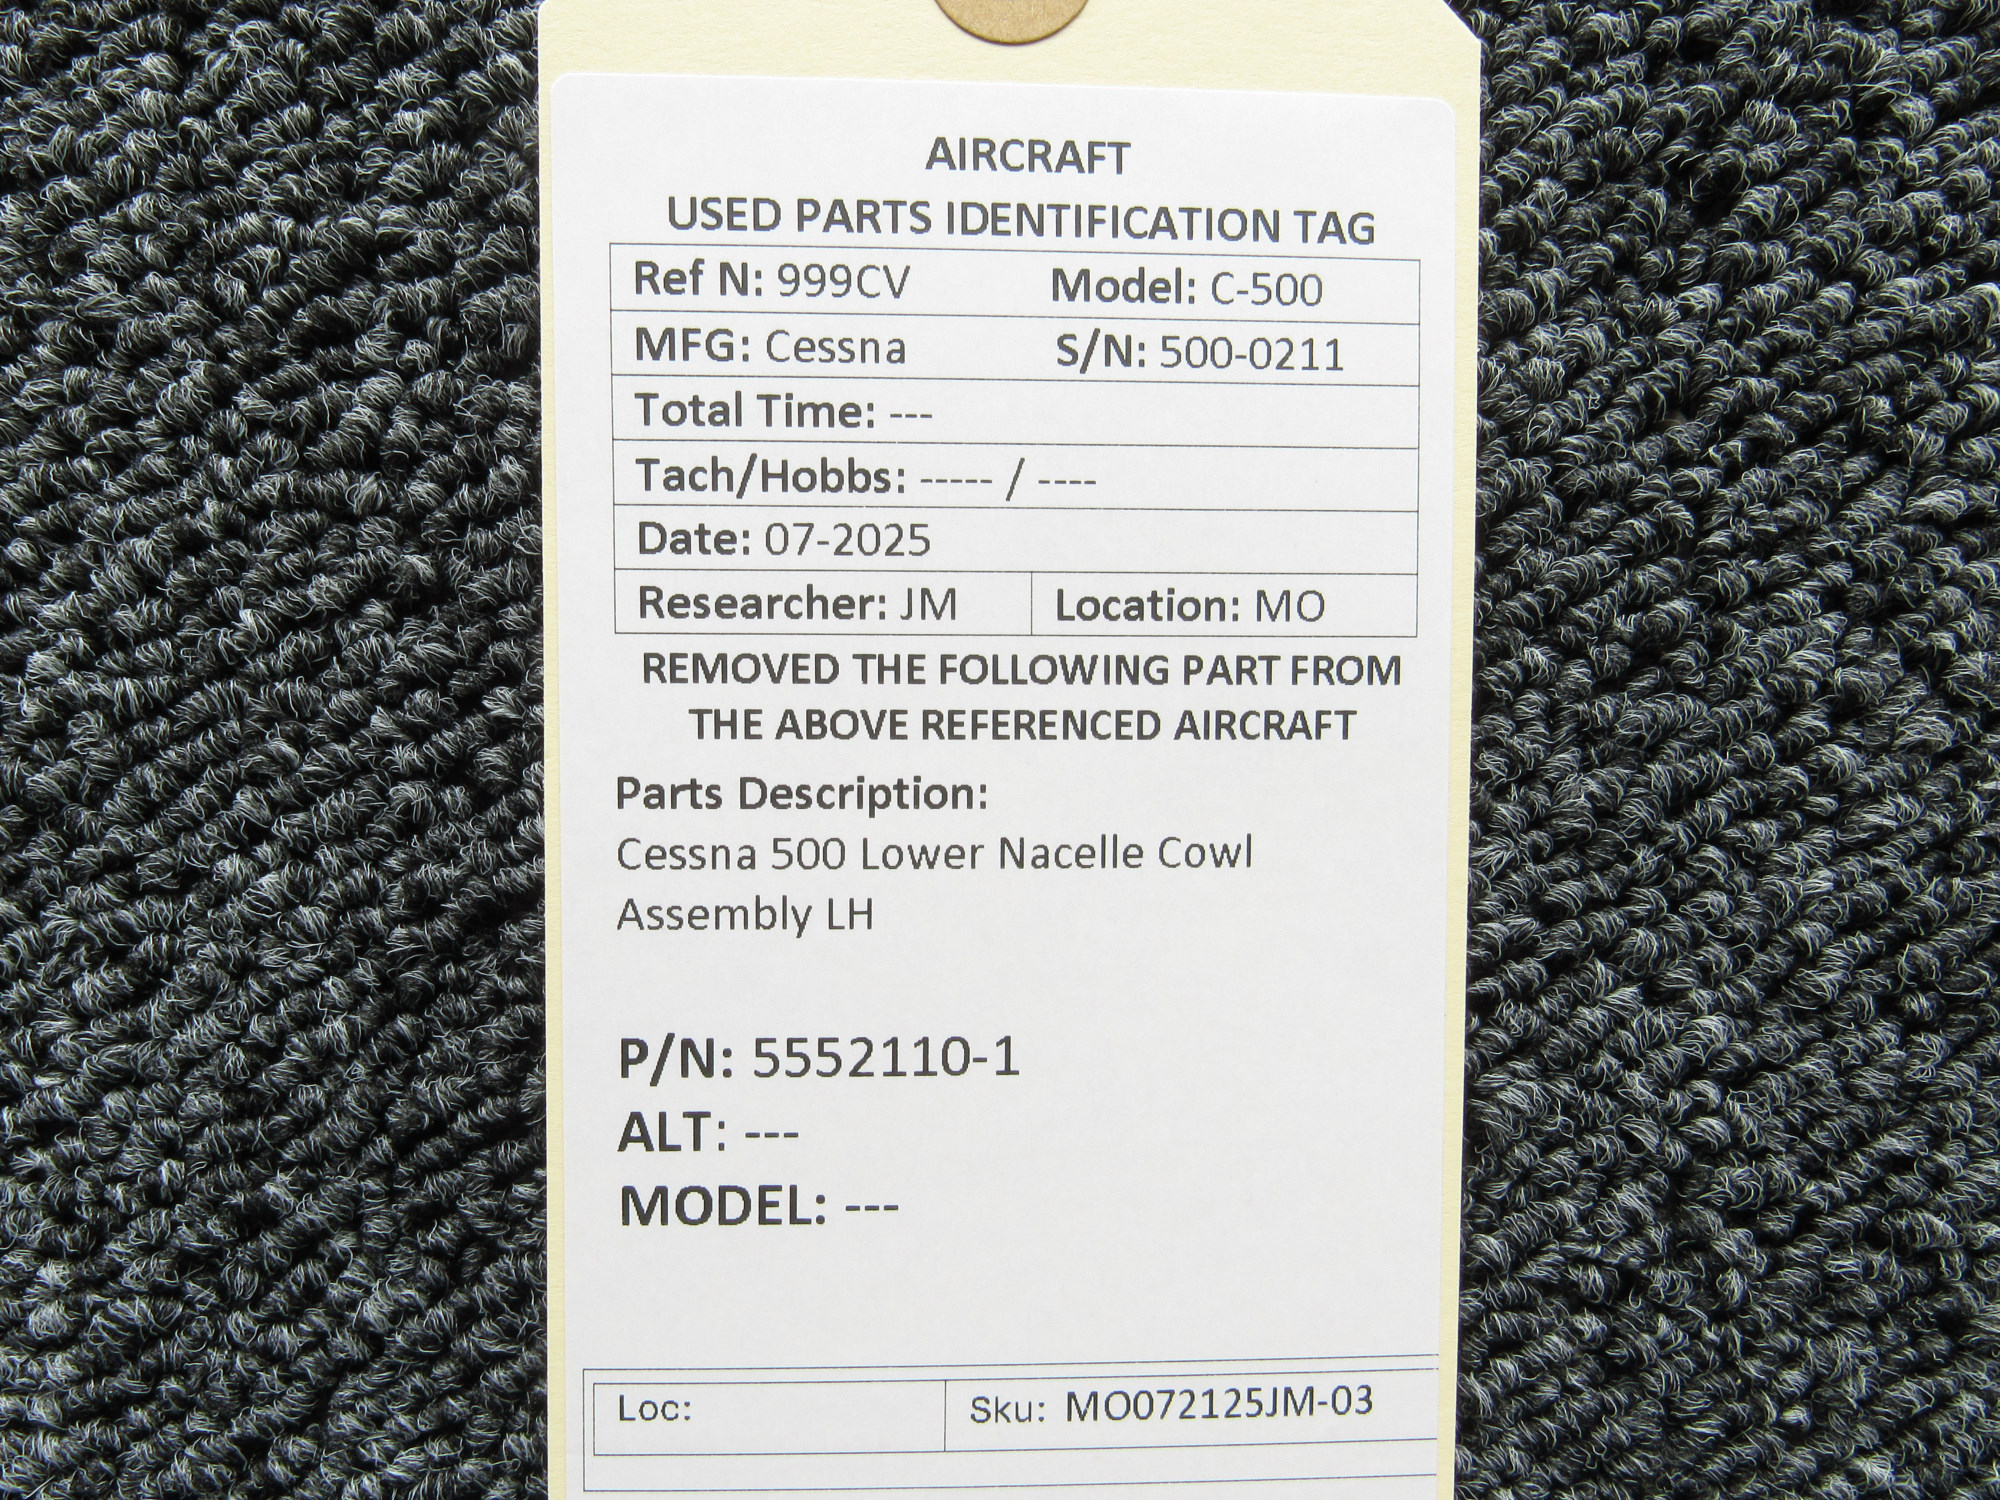 AIRCRAFT
USED PARTS IDENTIFICATION TAG
Ref N: 999CV Model: C-500
MFG: Cessna S/N: 500-0211
Total Time: ---
Tach/Hobbs: ----- / ----
Date: 07-2025
Researcher: JM Location: MO
REMOVED THE FOLLOWING PART FROM
THE ABOVE REFERENCED AIRCRAFT
Parts Description:
Cessna 500 Lower Nacelle Cowl
Assembly LH
P/N: 5552110-1
ALT: ---
MODEL: ---
Loc: Sku: MO072125JM-03